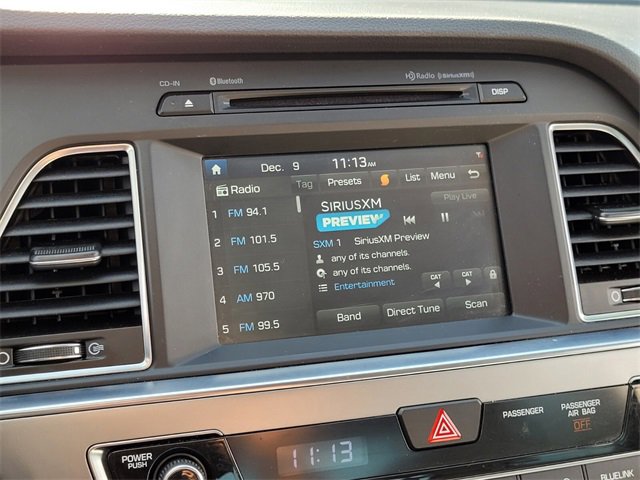 CD-IN Bluetooth HD Radio ((SiriusXM))
DISP
Dec. 9 11:13 AM
Radio Tag Presets List Menu
1 FM 94.1
2 FM 101.5
3 FM 105.5
4 AM 970
5 FM 99.5
Play Live
SIRIUSXM
PREVIEW
SXM 1 SiriusXM Preview
any of its channels.
any of its channels.
Entertainment
CAT CAT
Band Direct Tune Scan
POWER
PUSH
11:13
PASSENGER
PASSENGER
AIR BAG
OFF
BLUELINK